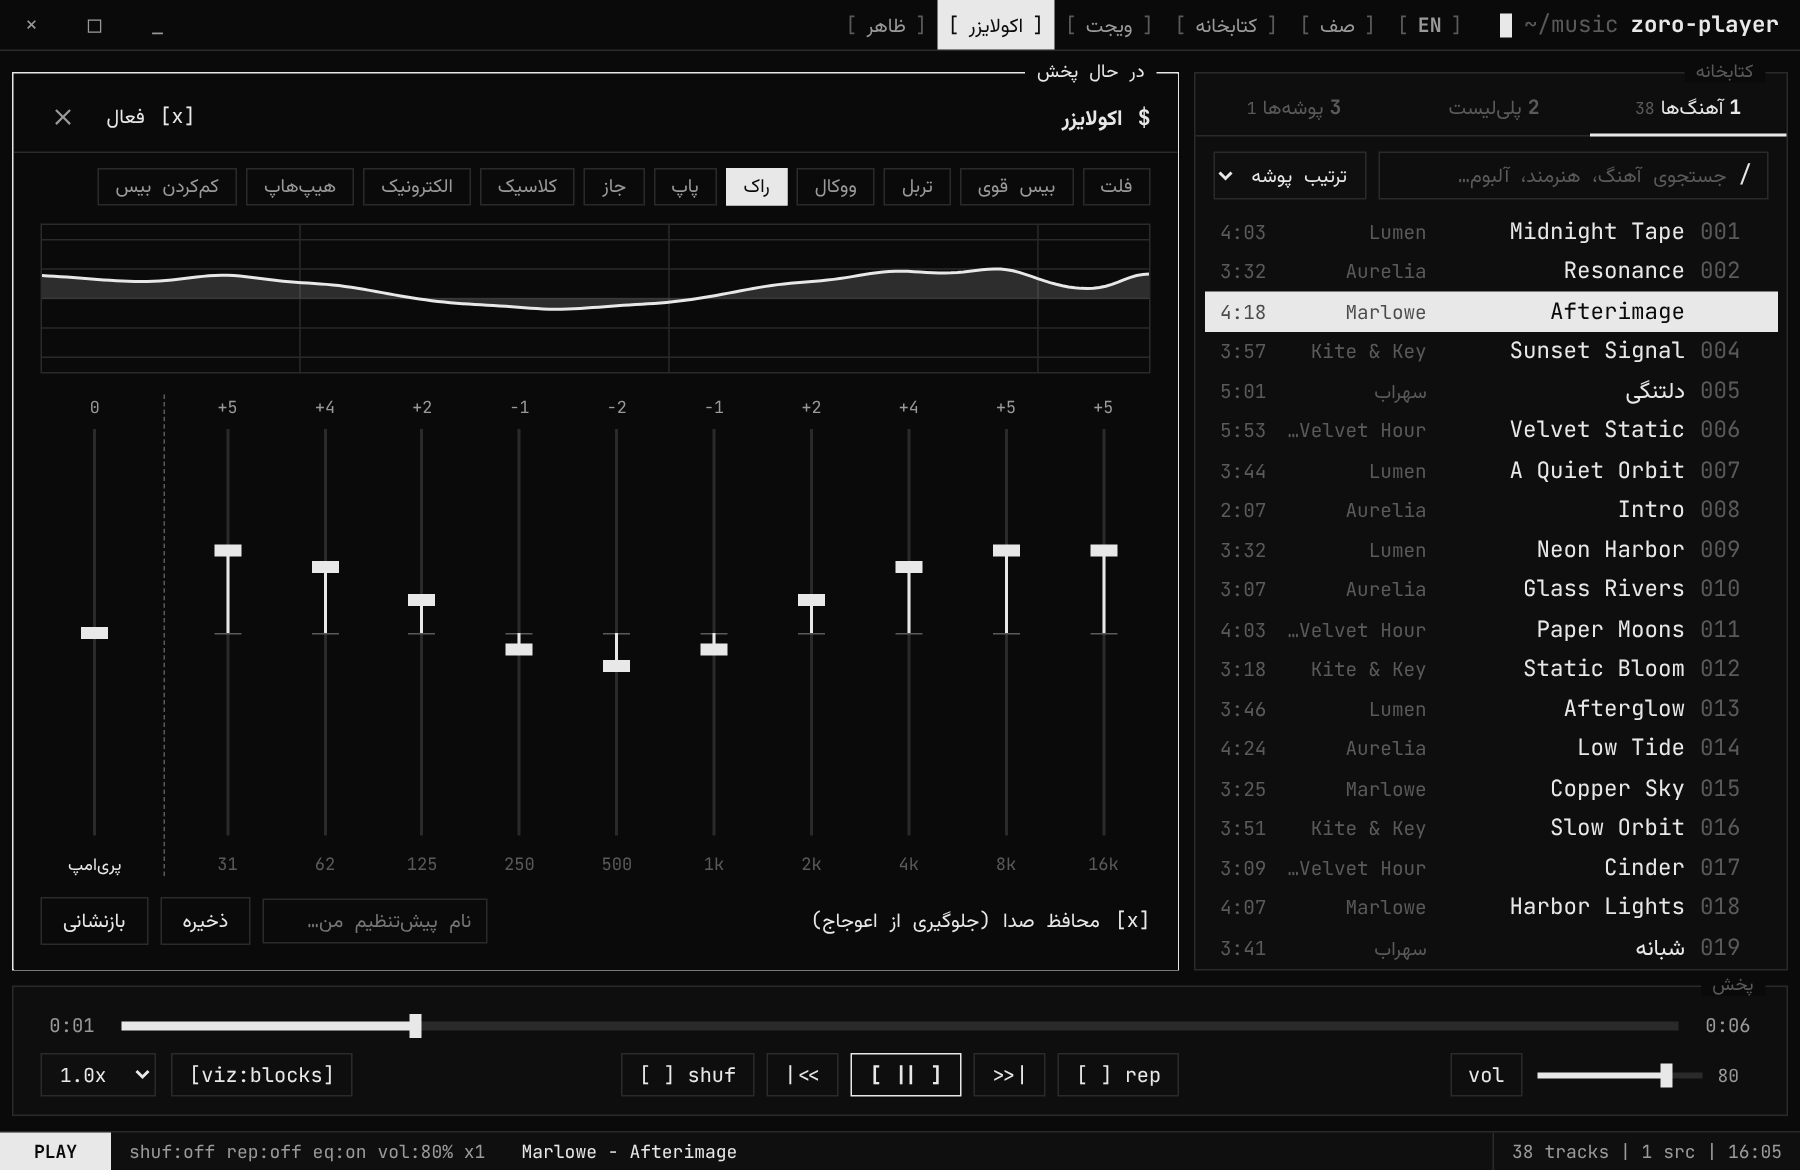 zoro-player ~/music [ EN ] [ صف ] [ کتابخانه ] [ ویجت ] [ اکولایزر ] [ ظاهر ] _ □ ×
کتابخانه
1 آهنگ‌ها 38
2 پلی‌لیست
3 پوشه‌ها 1
/ جستجوی آهنگ، هنرمند، آلبوم…
ترتیب پوشه
001 Midnight Tape Lumen 4:03
002 Resonance Aurelia 3:32
Afterimage Marlowe 4:18
004 Sunset Signal Kite & Key 3:57
005 دلتنگی سهراب 5:01
006 Velvet Static Velvet Hour… 5:53
007 A Quiet Orbit Lumen 3:44
008 Intro Aurelia 2:07
009 Neon Harbor Lumen 3:32
010 Glass Rivers Aurelia 3:07
011 Paper Moons Velvet Hour… 4:03
012 Static Bloom Kite & Key 3:18
013 Afterglow Lumen 3:46
014 Low Tide Aurelia 4:24
015 Copper Sky Marlowe 3:25
016 Slow Orbit Kite & Key 3:51
017 Cinder Velvet Hour… 3:09
018 Harbor Lights Marlowe 4:07
019 شبانه سهراب 3:41
در حال پخش
$ اکولایزر
[x] فعال ×
فلت بیس قوی تربل ووکال راک پاپ جاز کلاسیک الکترونیک هیپ‌هاپ کم‌کردن بیس
0 +5 +4 +2 -1 -2 -1 +2 +4 +5 +5
پری‌امپ 31 62 125 250 500 1k 2k 4k 8k 16k
[x] محافظ صدا (جلوگیری از اعوجاج)
نام پیش‌تنظیم من…
ذخیره
بازنشانی
پخش
0:01 0:06
1.0x [viz:blocks] [ ] shuf |<< [ || ] >>| [ ] rep vol 80
PLAY shuf:off rep:off eq:on vol:80% x1 Marlowe - Afterimage 38 tracks | 1 src | 16:05